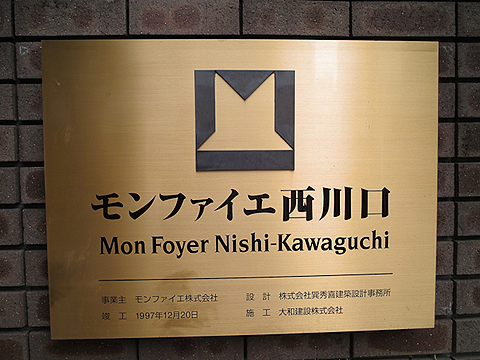 モンファイエ西川口
Mon Foyer Nishi-Kawaguchi
事業主 モンファイエ株式会社 設計 株式会社巽秀喜建築設計事務所
竣工 1997年12月20日 施工 大和建設株式会社